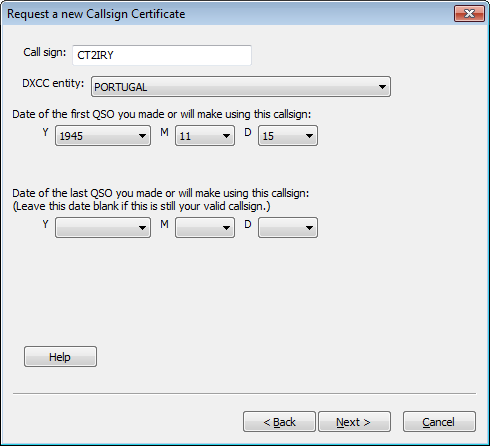 Request a new Callsign Certificate
Call sign: CT2IRY
DXCC entity: PORTUGAL
Date of the first QSO you made or will make using this callsign:
Y 1945 M 11 D 15
Date of the last QSO you made or will make using this callsign:
(Leave this date blank if this is still your valid callsign.)
Y M D
Help
< Back Next > Cancel